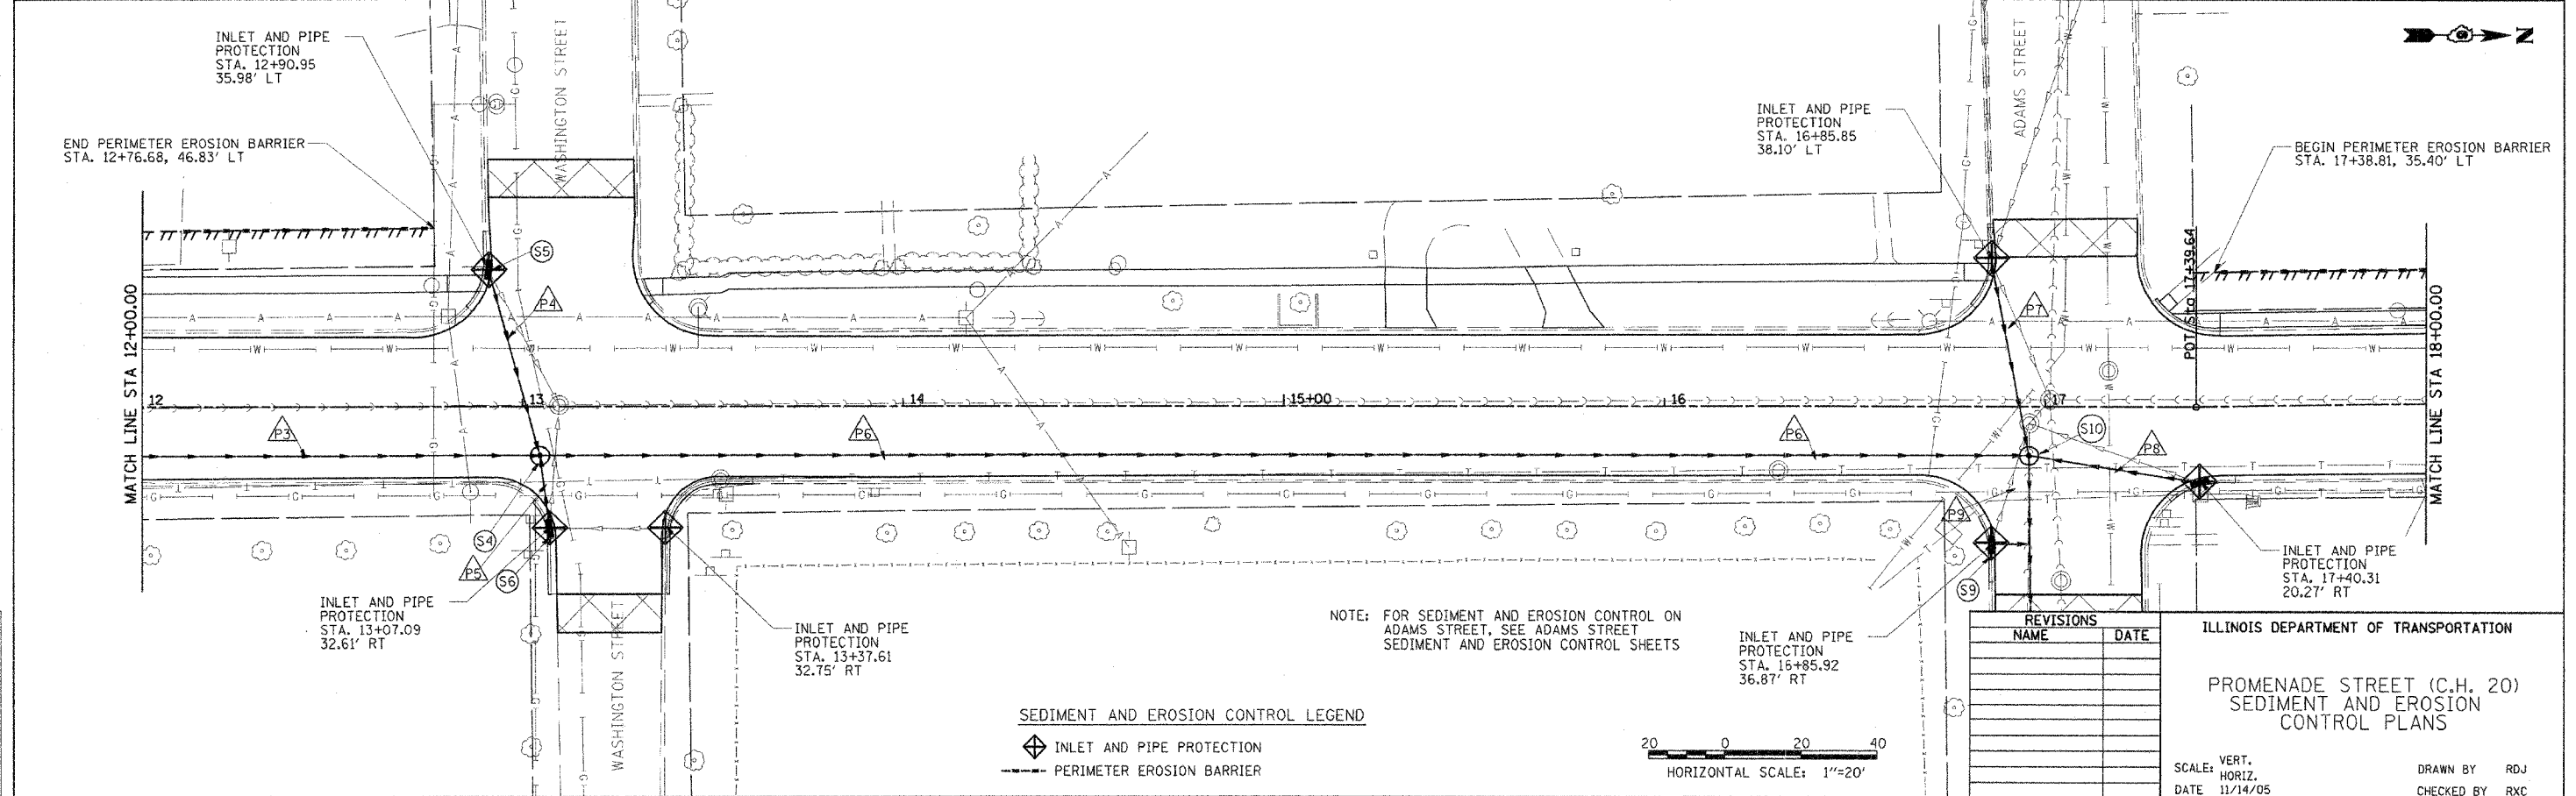 INLET AND PIPE
PROTECTION
STA. 12+90.95
35.98' LT
END PERIMETER EROSION BARRIER
STA. 12+76.68, 46.83' LT
WASHINGTON STREET
INLET AND PIPE
PROTECTION
STA. 16+85.85
38.10' LT
ADAMS STREET
N
BEGIN PERIMETER EROSION BARRIER
STA. 17+38.81, 35.40' LT
MATCH LINE STA 12+00.00
S5
P4
P7
POT Sta 17+39.64
MATCH LINE STA 18+00.00
12
13
14
15+00
16
17
P3
P6
P6
S10
P8
S4
P5
S6
P9
S9
INLET AND PIPE
PROTECTION
STA. 13+07.09
32.61' RT
WASHINGTON STREET
INLET AND PIPE
PROTECTION
STA. 13+37.61
32.75' RT
NOTE: FOR SEDIMENT AND EROSION CONTROL ON
ADAMS STREET, SEE ADAMS STREET
SEDIMENT AND EROSION CONTROL SHEETS
INLET AND PIPE
PROTECTION
STA. 16+85.92
36.87' RT
INLET AND PIPE
PROTECTION
STA. 17+40.31
20.27' RT
SEDIMENT AND EROSION CONTROL LEGEND
INLET AND PIPE PROTECTION
PERIMETER EROSION BARRIER
20 0 20 40
HORIZONTAL SCALE: 1"=20'
REVISIONS
NAME DATE
ILLINOIS DEPARTMENT OF TRANSPORTATION
PROMENADE STREET (C.H. 20)
SEDIMENT AND EROSION
CONTROL PLANS
SCALE: VERT.
HORIZ.
DATE 11/14/05
DRAWN BY RDJ
CHECKED BY RXC